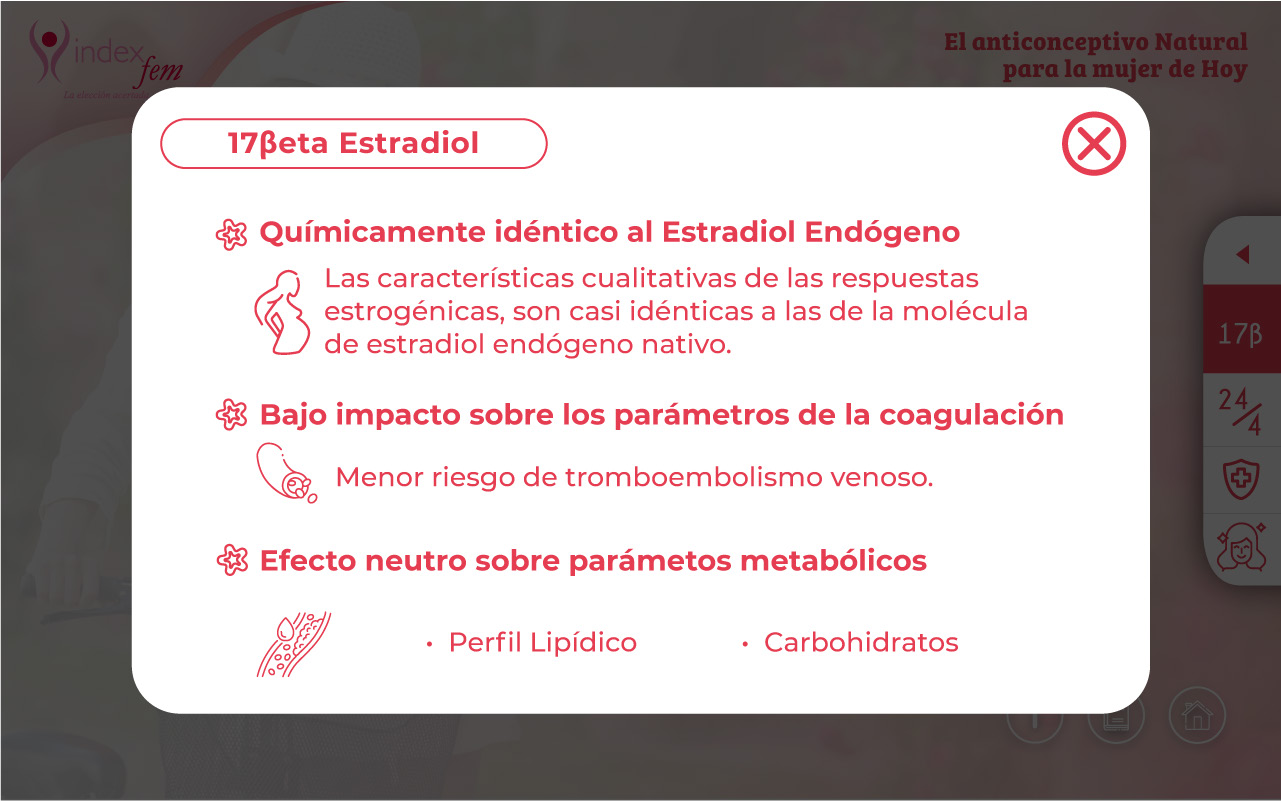 index
fem
El anticonceptivo Natural
para la mujer de Hoy
17βeta Estradiol
Químicamente idéntico al Estradiol Endógeno
Las características cualitativas de las respuestas
estrogénicas, son casi idénticas a las de la molécula
de estradiol endógeno nativo.
Bajo impacto sobre los parámetros de la coagulación
Menor riesgo de tromboembolismo venoso.
Efecto neutro sobre parámetos metabólicos
• Perfil Lipídico
• Carbohidratos
17β
24/4